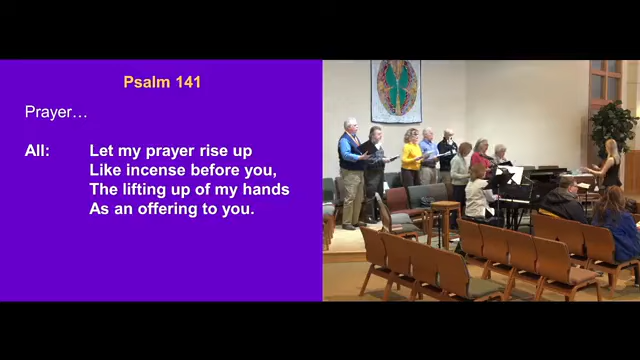 Psalm 141
Prayer…
All: Let my prayer rise up
Like incense before you,
The lifting up of my hands
As an offering to you.